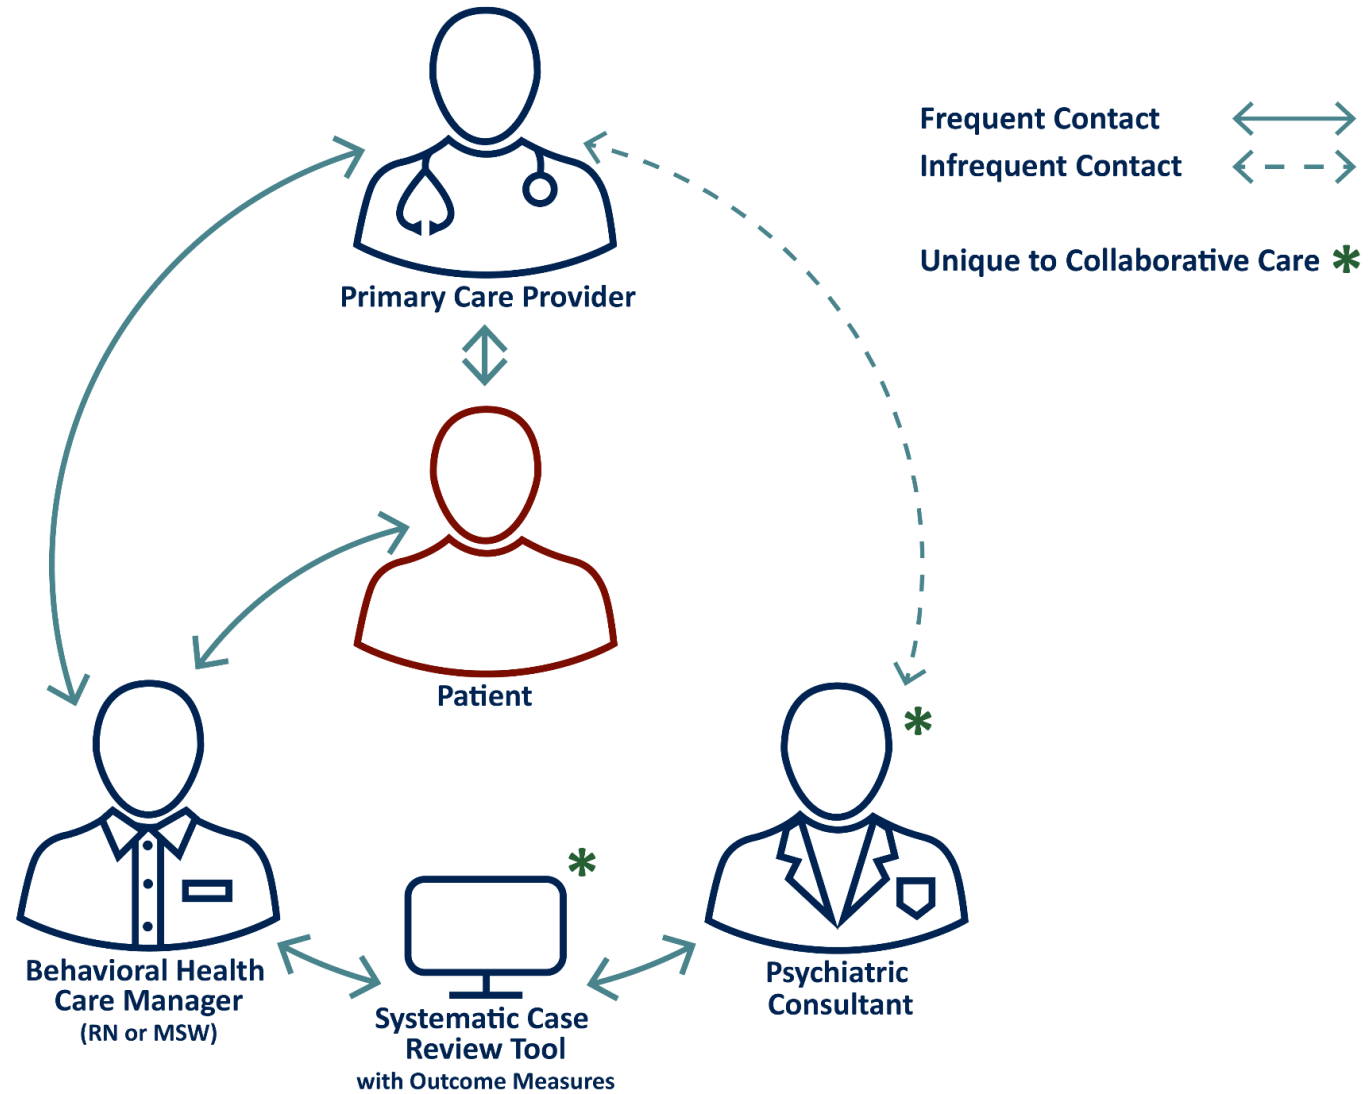 Frequent Contact
Infrequent Contact
Unique to Collaborative Care *
Primary Care Provider
Patient
*
*
Behavioral Health
Care Manager
(RN or MSW)
Systematic Case
Review Tool
with Outcome Measures
Psychiatric
Consultant